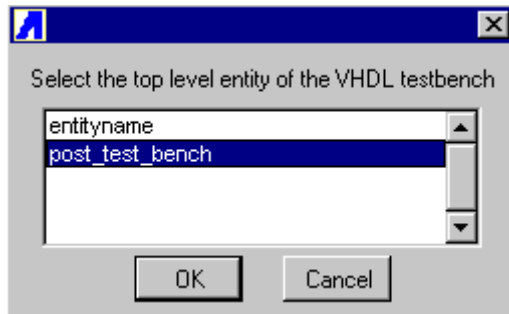 Select the top level entity of the VHDL testbench
entityname
post_test_bench
OK
Cancel